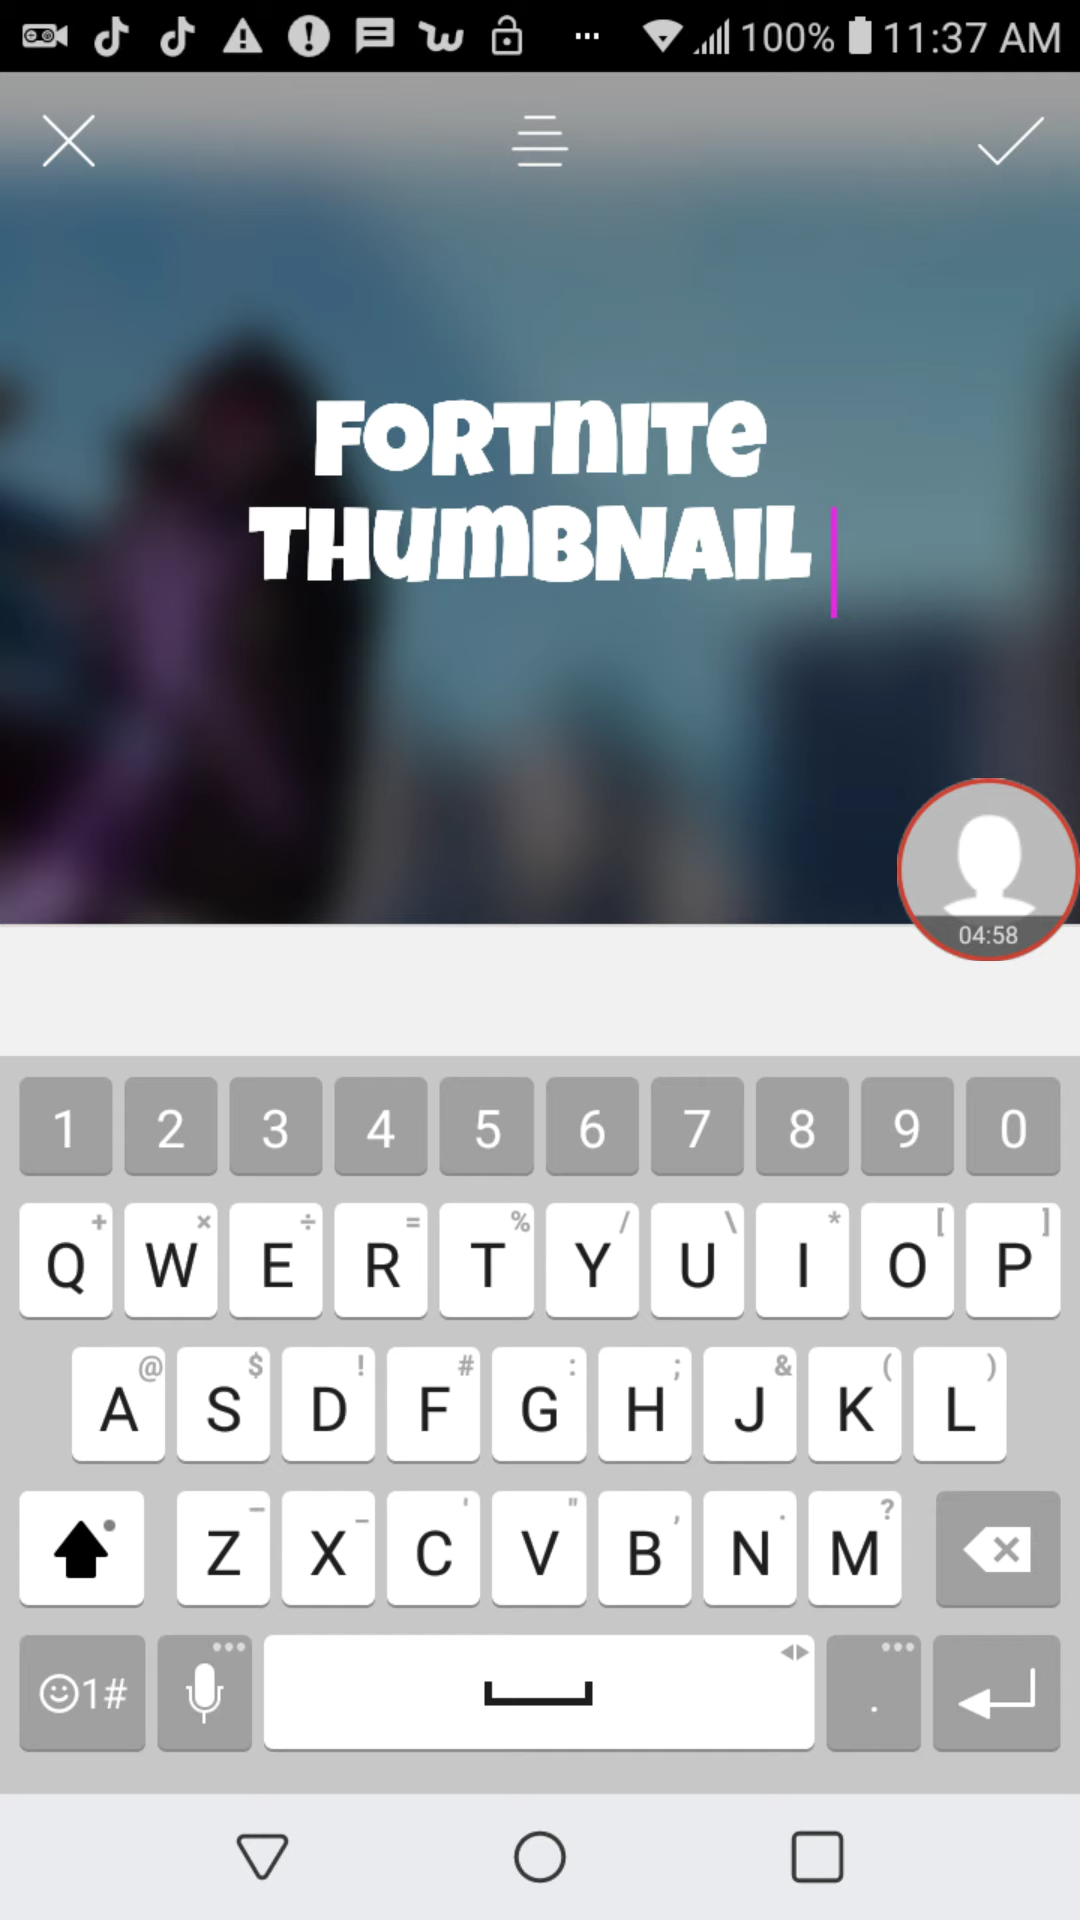 100% 11:37 AM
FORTNITE
THUMBNAIL
04:58
1 2 3 4 5 6 7 8 9 0
+ × ÷ = % / \ * [ ]
Q W E R T Y U I O P
@ $ ! # : ; & ( )
A S D F G H J K L
– _ ' " , . ?
Z X C V B N M
1# .